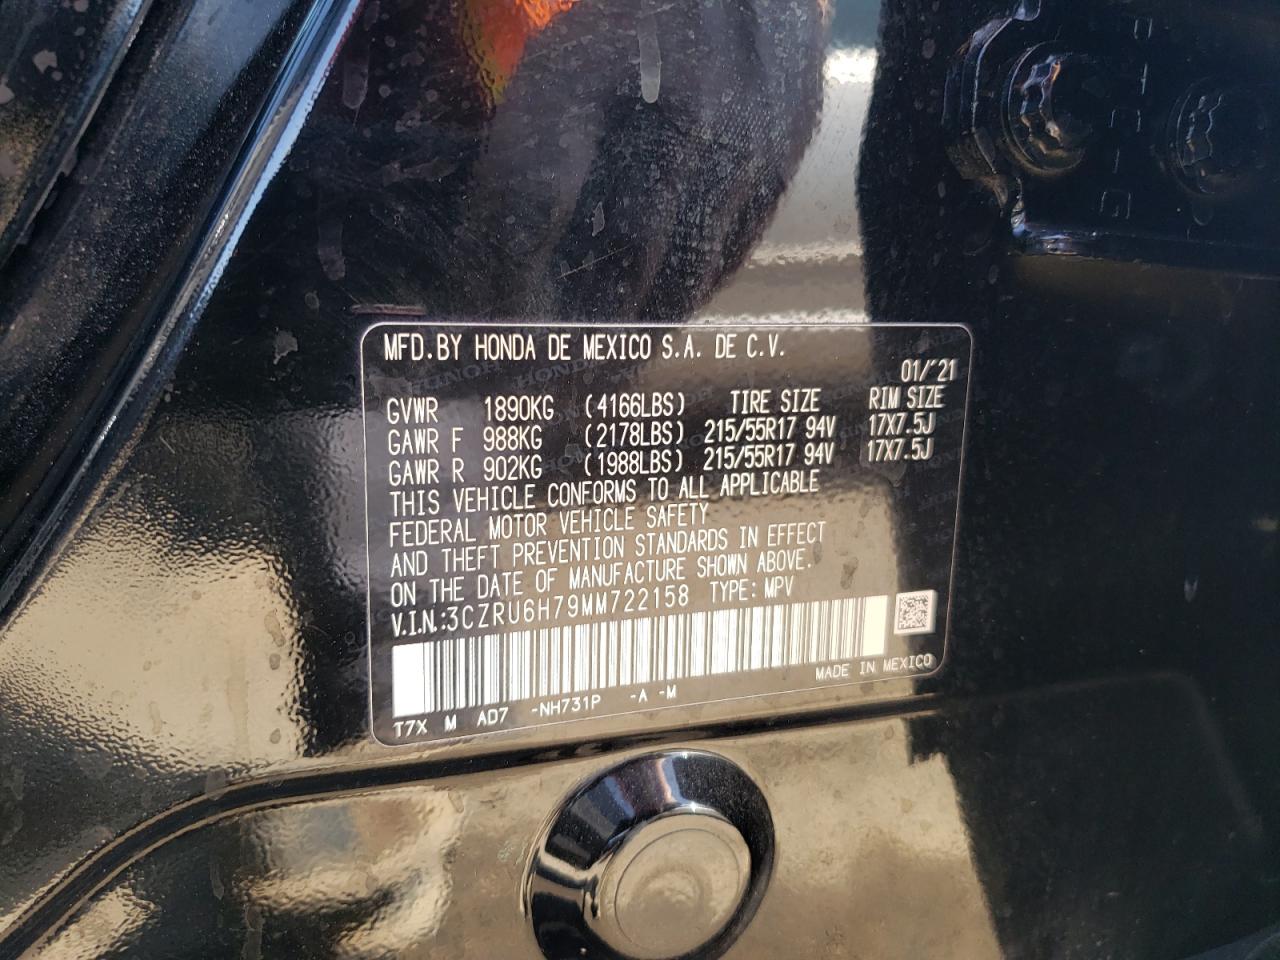 MFD.BY HONDA DE MEXICO S.A. DE C.V.
01/'21
GVWR 1890KG (4166LBS) TIRE SIZE RIM SIZE
GAWR F 988KG (2178LBS) 215/55R17 94V 17X7.5J
GAWR R 902KG (1988LBS) 215/55R17 94V 17X7.5J
THIS VEHICLE CONFORMS TO ALL APPLICABLE
FEDERAL MOTOR VEHICLE SAFETY
AND THEFT PREVENTION STANDARDS IN EFFECT
ON THE DATE OF MANUFACTURE SHOWN ABOVE.
V.I.N.:3CZRU6H79MM722158 TYPE: MPV
MADE IN MEXICO
T7X M AD7 -NH731P -A -M